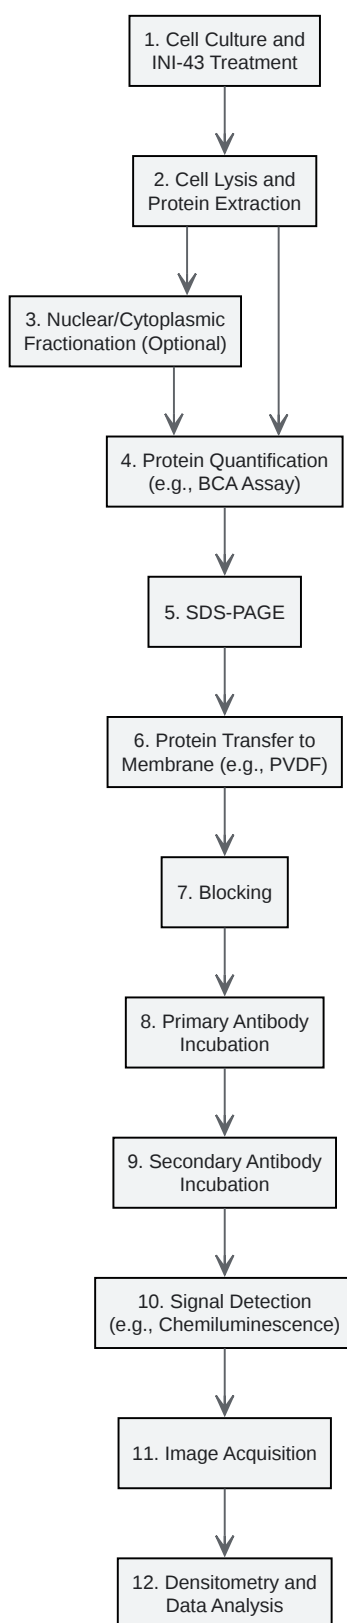 1. Cell Culture and
INI-43 Treatment
2. Cell Lysis and
Protein Extraction
3. Nuclear/Cytoplasmic
Fractionation (Optional)
4. Protein Quantification
(e.g., BCA Assay)
5. SDS-PAGE
6. Protein Transfer to
Membrane (e.g., PVDF)
7. Blocking
8. Primary Antibody
Incubation
9. Secondary Antibody
Incubation
10. Signal Detection
(e.g., Chemiluminescence)
11. Image Acquisition
12. Densitometry and
Data Analysis